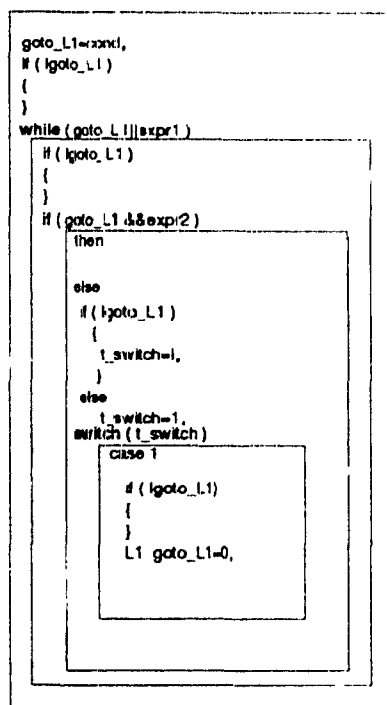 goto_L1=cond,
if ( !goto_L1 )
{
}
while ( goto_L1||expr1 )
if ( !goto_L1 )
{
}
if ( goto_L1 &&expr2 )
then
else
if ( !goto_L1 )
{
t_switch=i,
}
else
t_switch=1,
switch ( t_switch )
case 1
if ( !goto_L1)
{
}
L1 goto_L1=0,